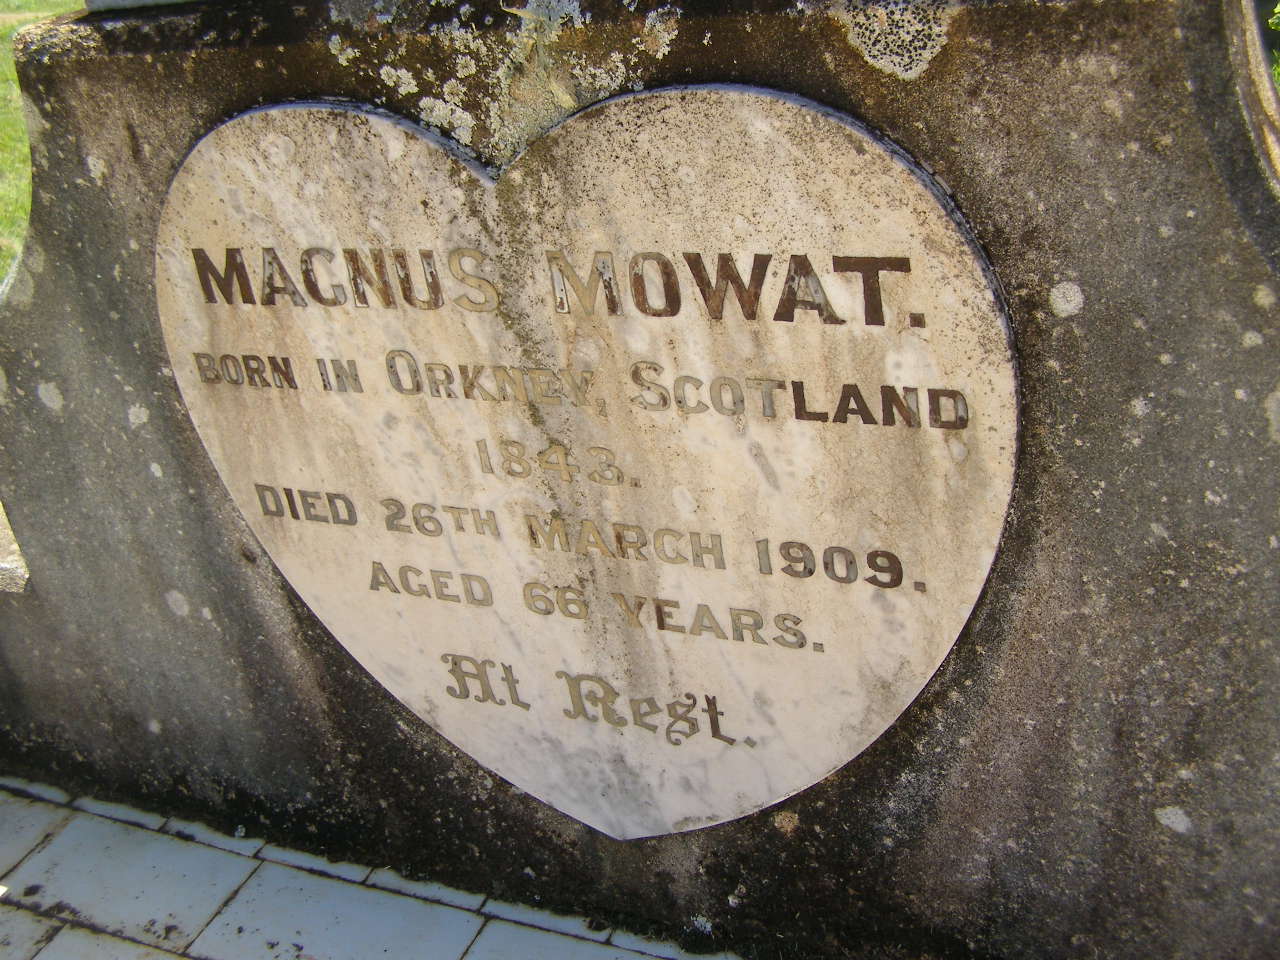 MAGNUS MOWAT.
BORN IN ORKNEY, SCOTLAND
1843.
DIED 26TH MARCH 1909.
AGED 66 YEARS.
At Rest.